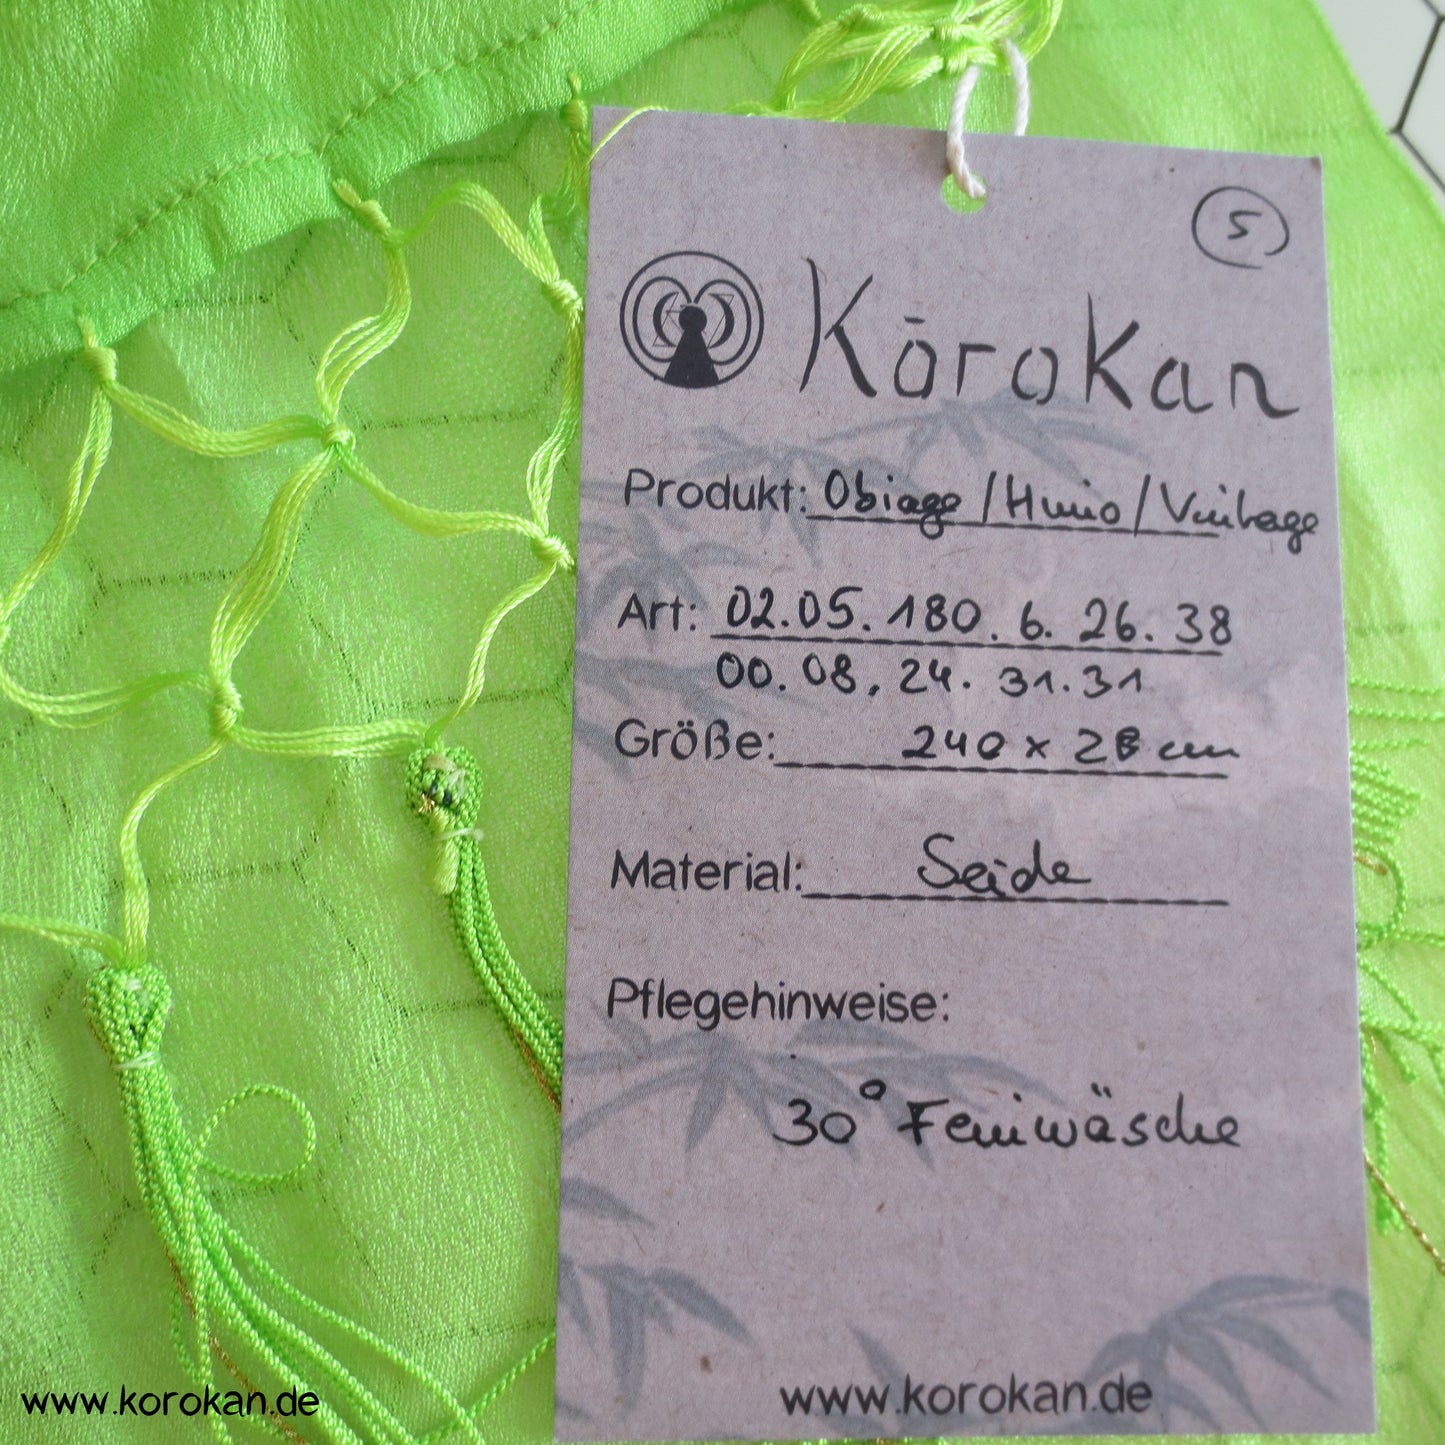 5
Kōrokan
Produkt: Obiage / Humio / Vintage
Art: 02.05.180.6.26.38
00.08.24.31.31
Größe: 240 x 28 cm
Material: Seide
Pflegehinweise:
30° Feinwäsche
www.korokan.de
www.korokan.de